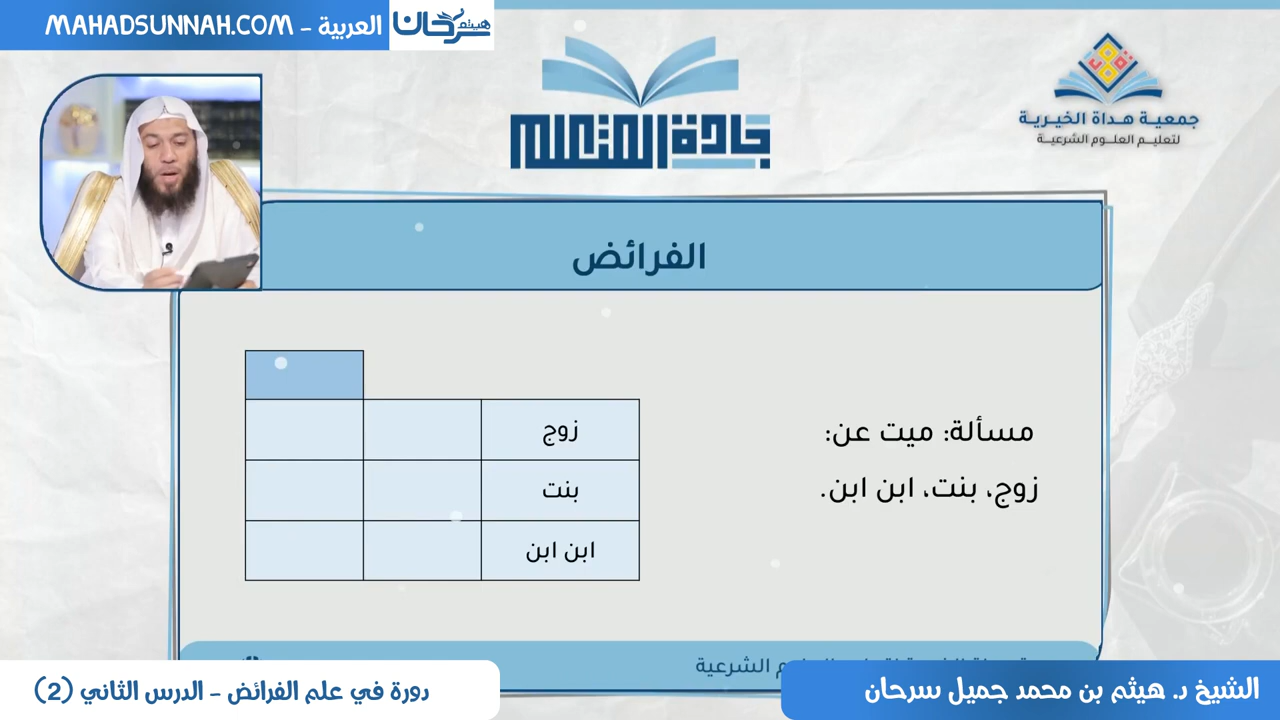 العربية - MAHADSUNNAH.COM
هيثم سرحان
جادة المتعلم
جمعية هداة الخيرية
لتعليم العلوم الشرعية
الفرائض
مسألة: ميت عن:
زوج، بنت، ابن ابن.
زوج
بنت
ابن ابن
الشرعية
الشيخ د. هيثم بن محمد جميل سرحان
دورة في علم الفرائض - الدرس الثاني (2)